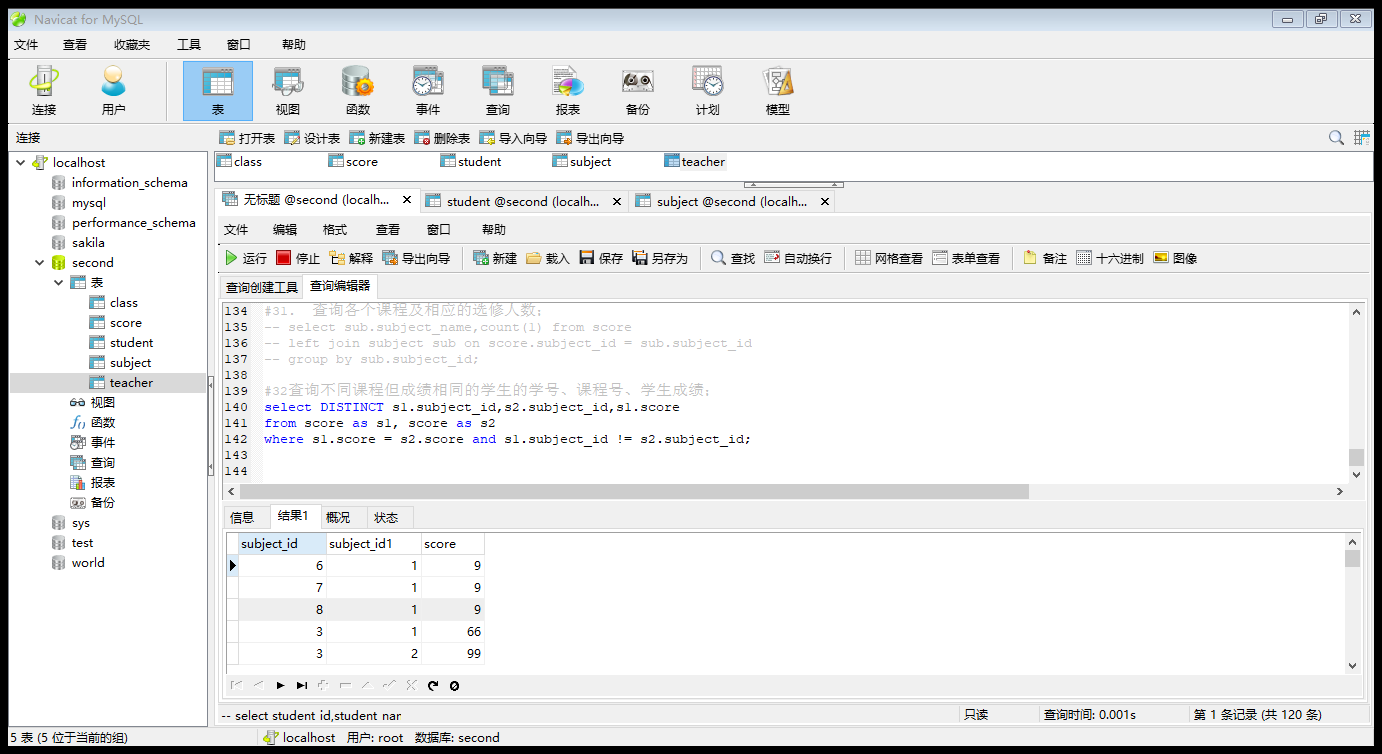 Navicat for MySQL
文件 查看 收藏夹 工具 窗口 帮助
连接 用户 表 视图 函数 事件 查询 报表 备份 计划 模型
连接
打开表 设计表 新建表 删除表 导入向导 导出向导
class score student subject teacher
localhost
information_schema
mysql
performance_schema
sakila
second
表
class
score
student
subject
teacher
视图
函数
事件
查询
报表
备份
sys
test
world
无标题 @second (localh... student @second (localh... subject @second (localh...
文件 编辑 格式 查看 窗口 帮助
运行 停止 解释 导出向导 新建 载入 保存 另存为 查找 自动换行 网格查看 表单查看 备注 十六进制 图像
查询创建工具 查询编辑器
134 #31. 查询各个课程及相应的选修人数;
135 -- select sub.subject_name,count(1) from score
136 -- left join subject sub on score.subject_id = sub.subject_id
137 -- group by sub.subject_id;
138
139 #32查询不同课程但成绩相同的学生的学号、课程号、学生成绩;
140 select DISTINCT s1.subject_id,s2.subject_id,s1.score
141 from score as s1, score as s2
142 where s1.score = s2.score and s1.subject_id != s2.subject_id;
143
144
信息 结果1 概况 状态
subject_id subject_id1 score
6 1 9
7 1 9
8 1 9
3 1 66
3 2 99
-- select student id,student nar 只读 查询时间: 0.001s 第 1 条记录 (共 120 条)
5 表 (5 位于当前的组) localhost 用户: root 数据库: second